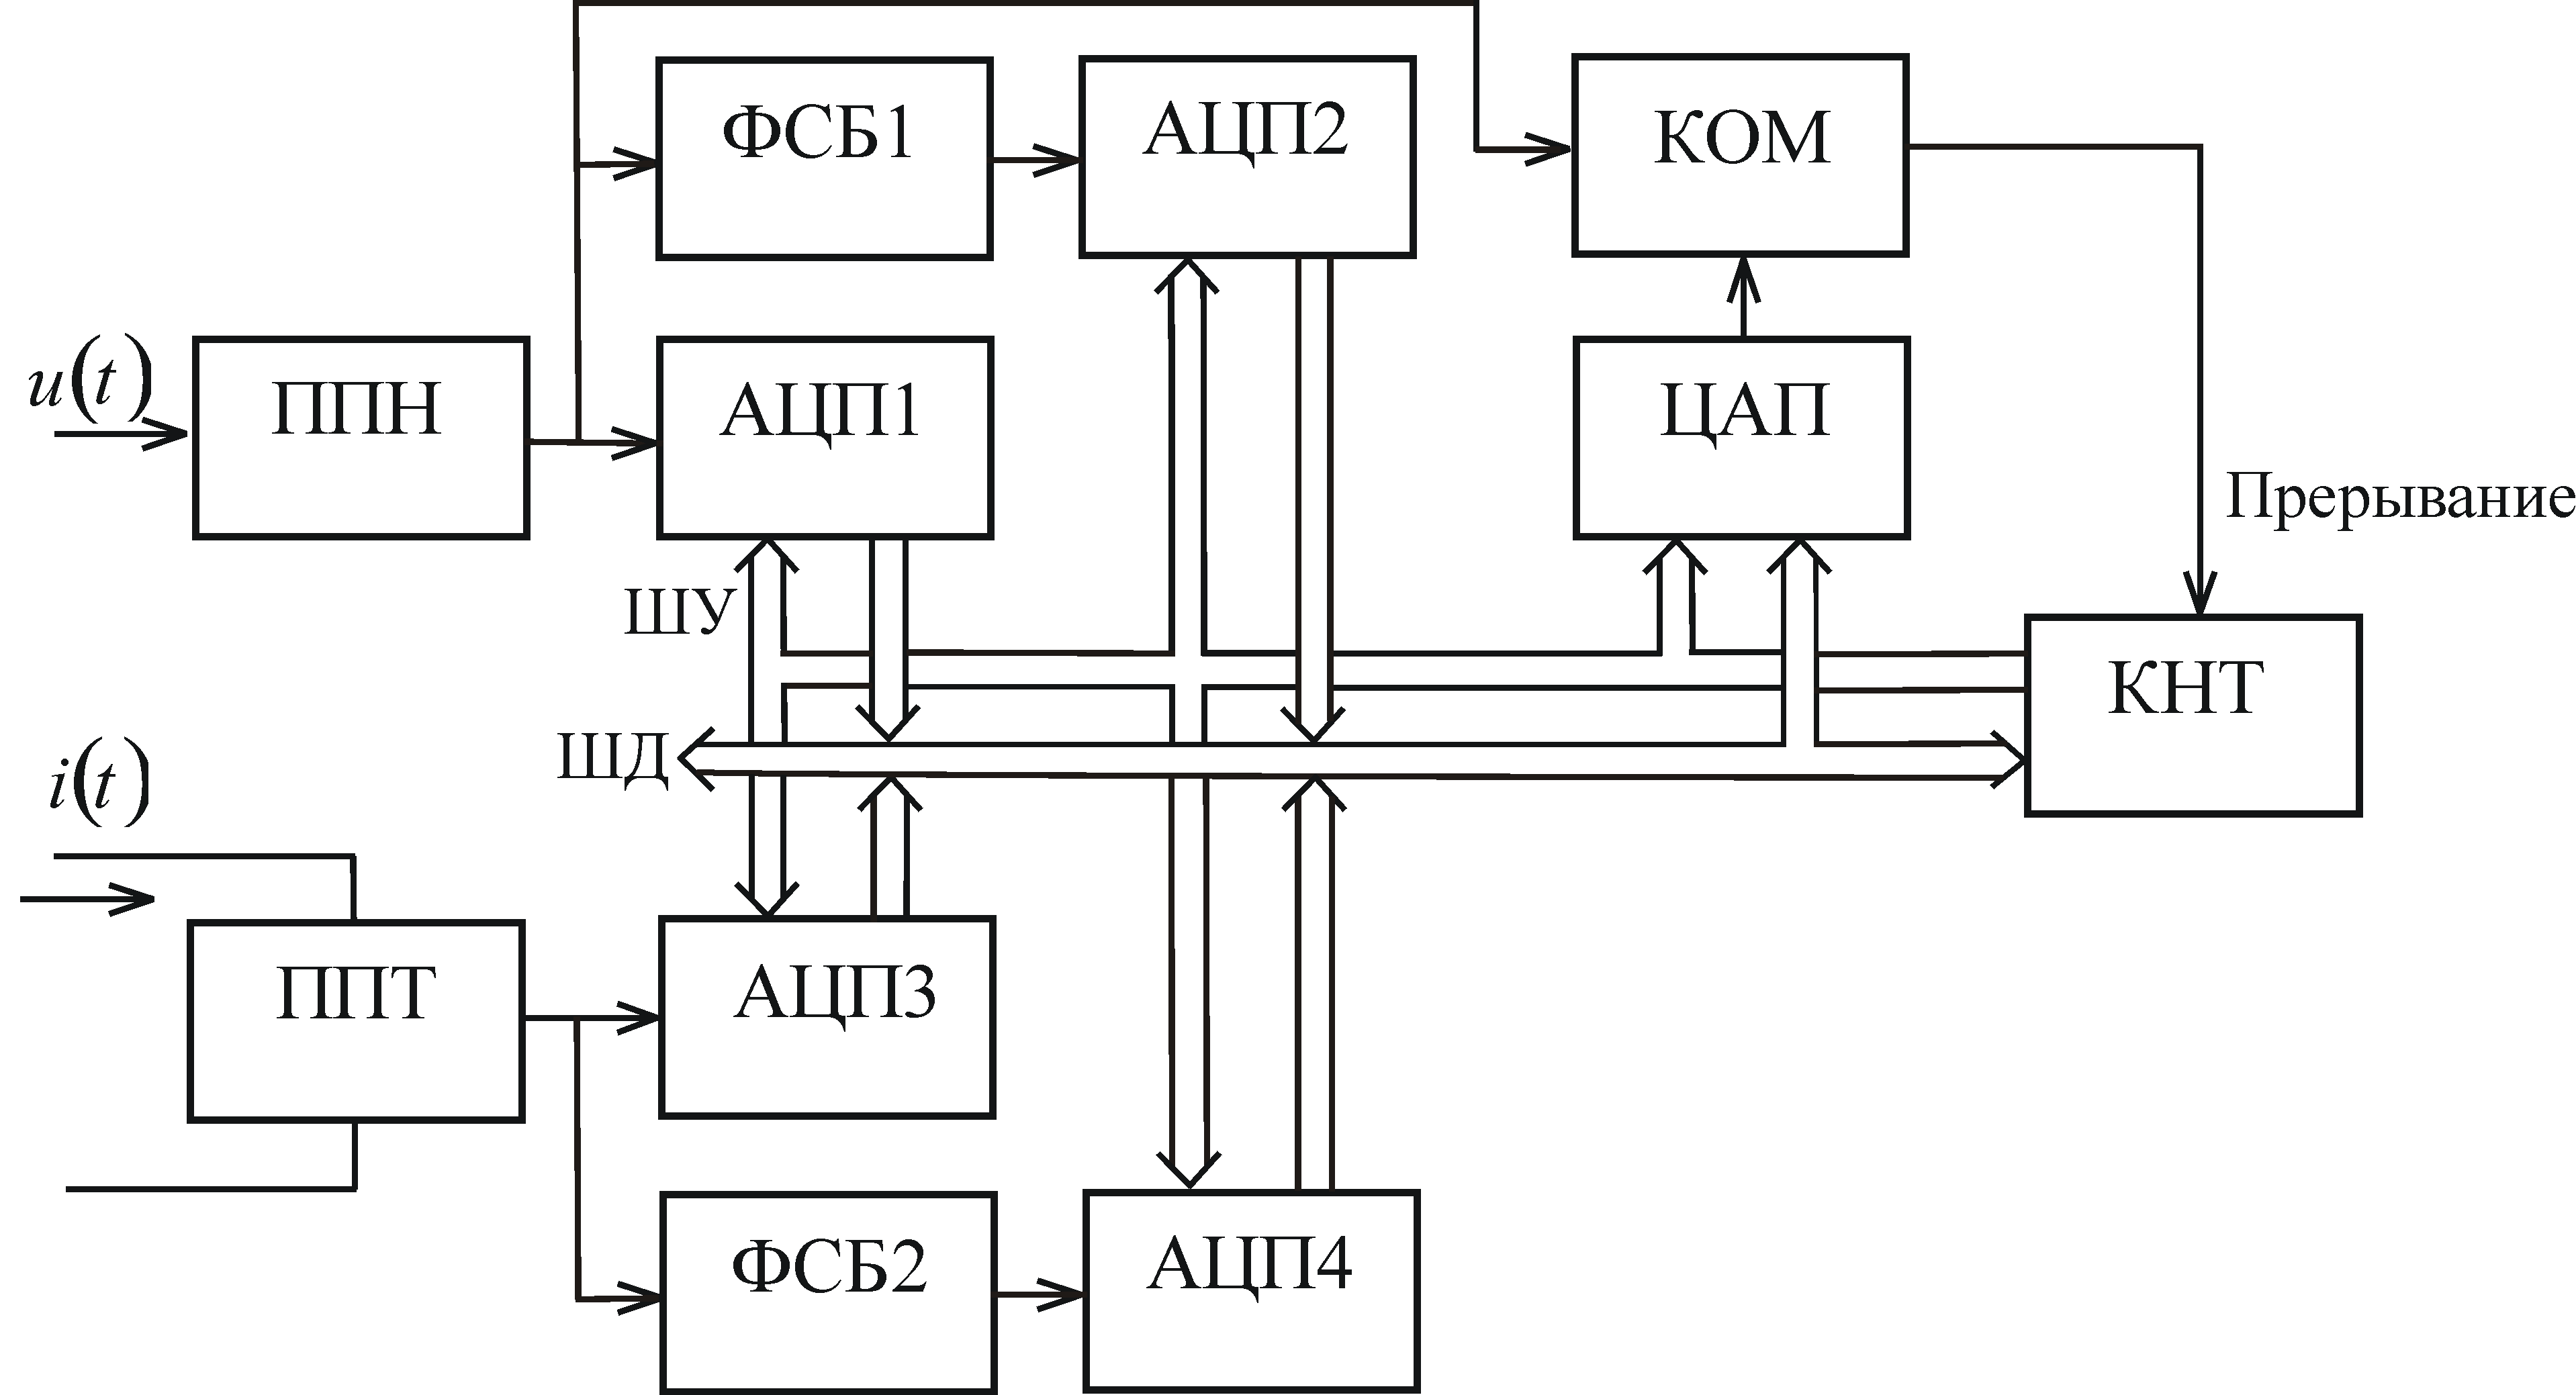 ФСБ1
АЦП2
КОМ
u(t)
ППН
АЦП1
ЦАП
Прерывание
ШУ
КНТ
ШД
i(t)
ППТ
АЦП3
ФСБ2
АЦП4